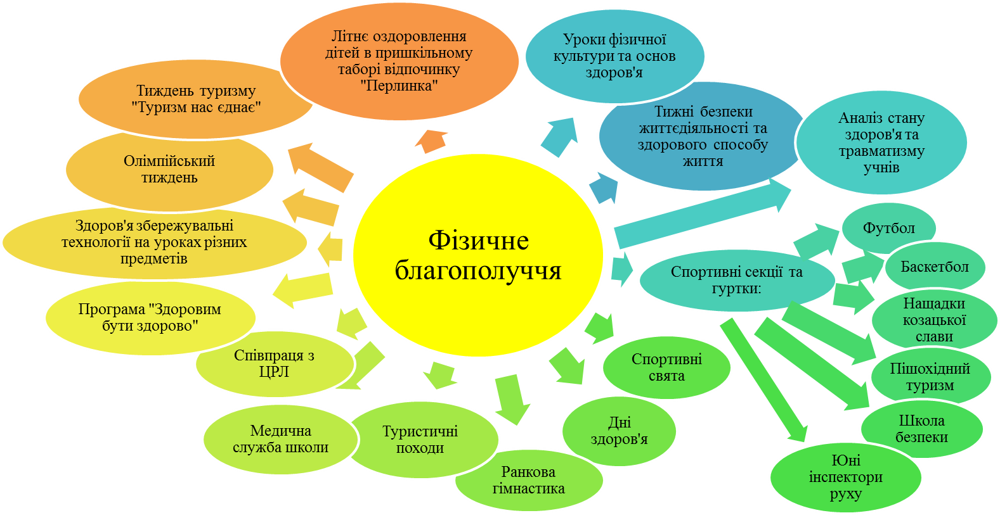 Літнє оздоровлення
дітей в пришкільному
таборі відпочинку
"Перлинка"
Уроки фізичної
культури та основ
здоров'я
Тижні безпеки
життєдіяльності та
здорового способу
життя
Аналіз стану
здоров'я та
травматизму
учнів
Тиждень туризму
"Туризм нас єднає"
Олімпійський
тиждень
Здоров'я збережувальні
технології на уроках різних
предметів
Програма "Здоровим
бути здорово"
Співпраця з
ЦРЛ
Медична
служба школи
Туристичні
походи
Ранкова
гімнастика
Дні
здоров'я
Спортивні
свята
Фізичне
благополуччя
Спортивні секції та
гуртки:
Футбол
Баскетбол
Нащадки
козацької
слави
Пішохідний
туризм
Школа
безпеки
Юні
інспектори
руху